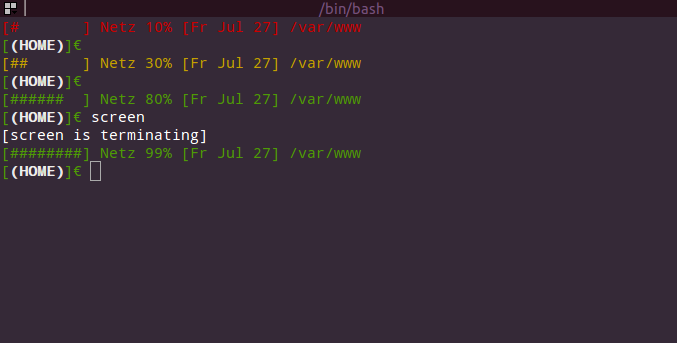 /bin/bash
[#       ] Netz 10% [Fr Jul 27] /var/www
[(HOME)]€
[##      ] Netz 30% [Fr Jul 27] /var/www
[(HOME)]€
[######  ] Netz 80% [Fr Jul 27] /var/www
[(HOME)]€ screen
[screen is terminating]
[########] Netz 99% [Fr Jul 27] /var/www
[(HOME)]€